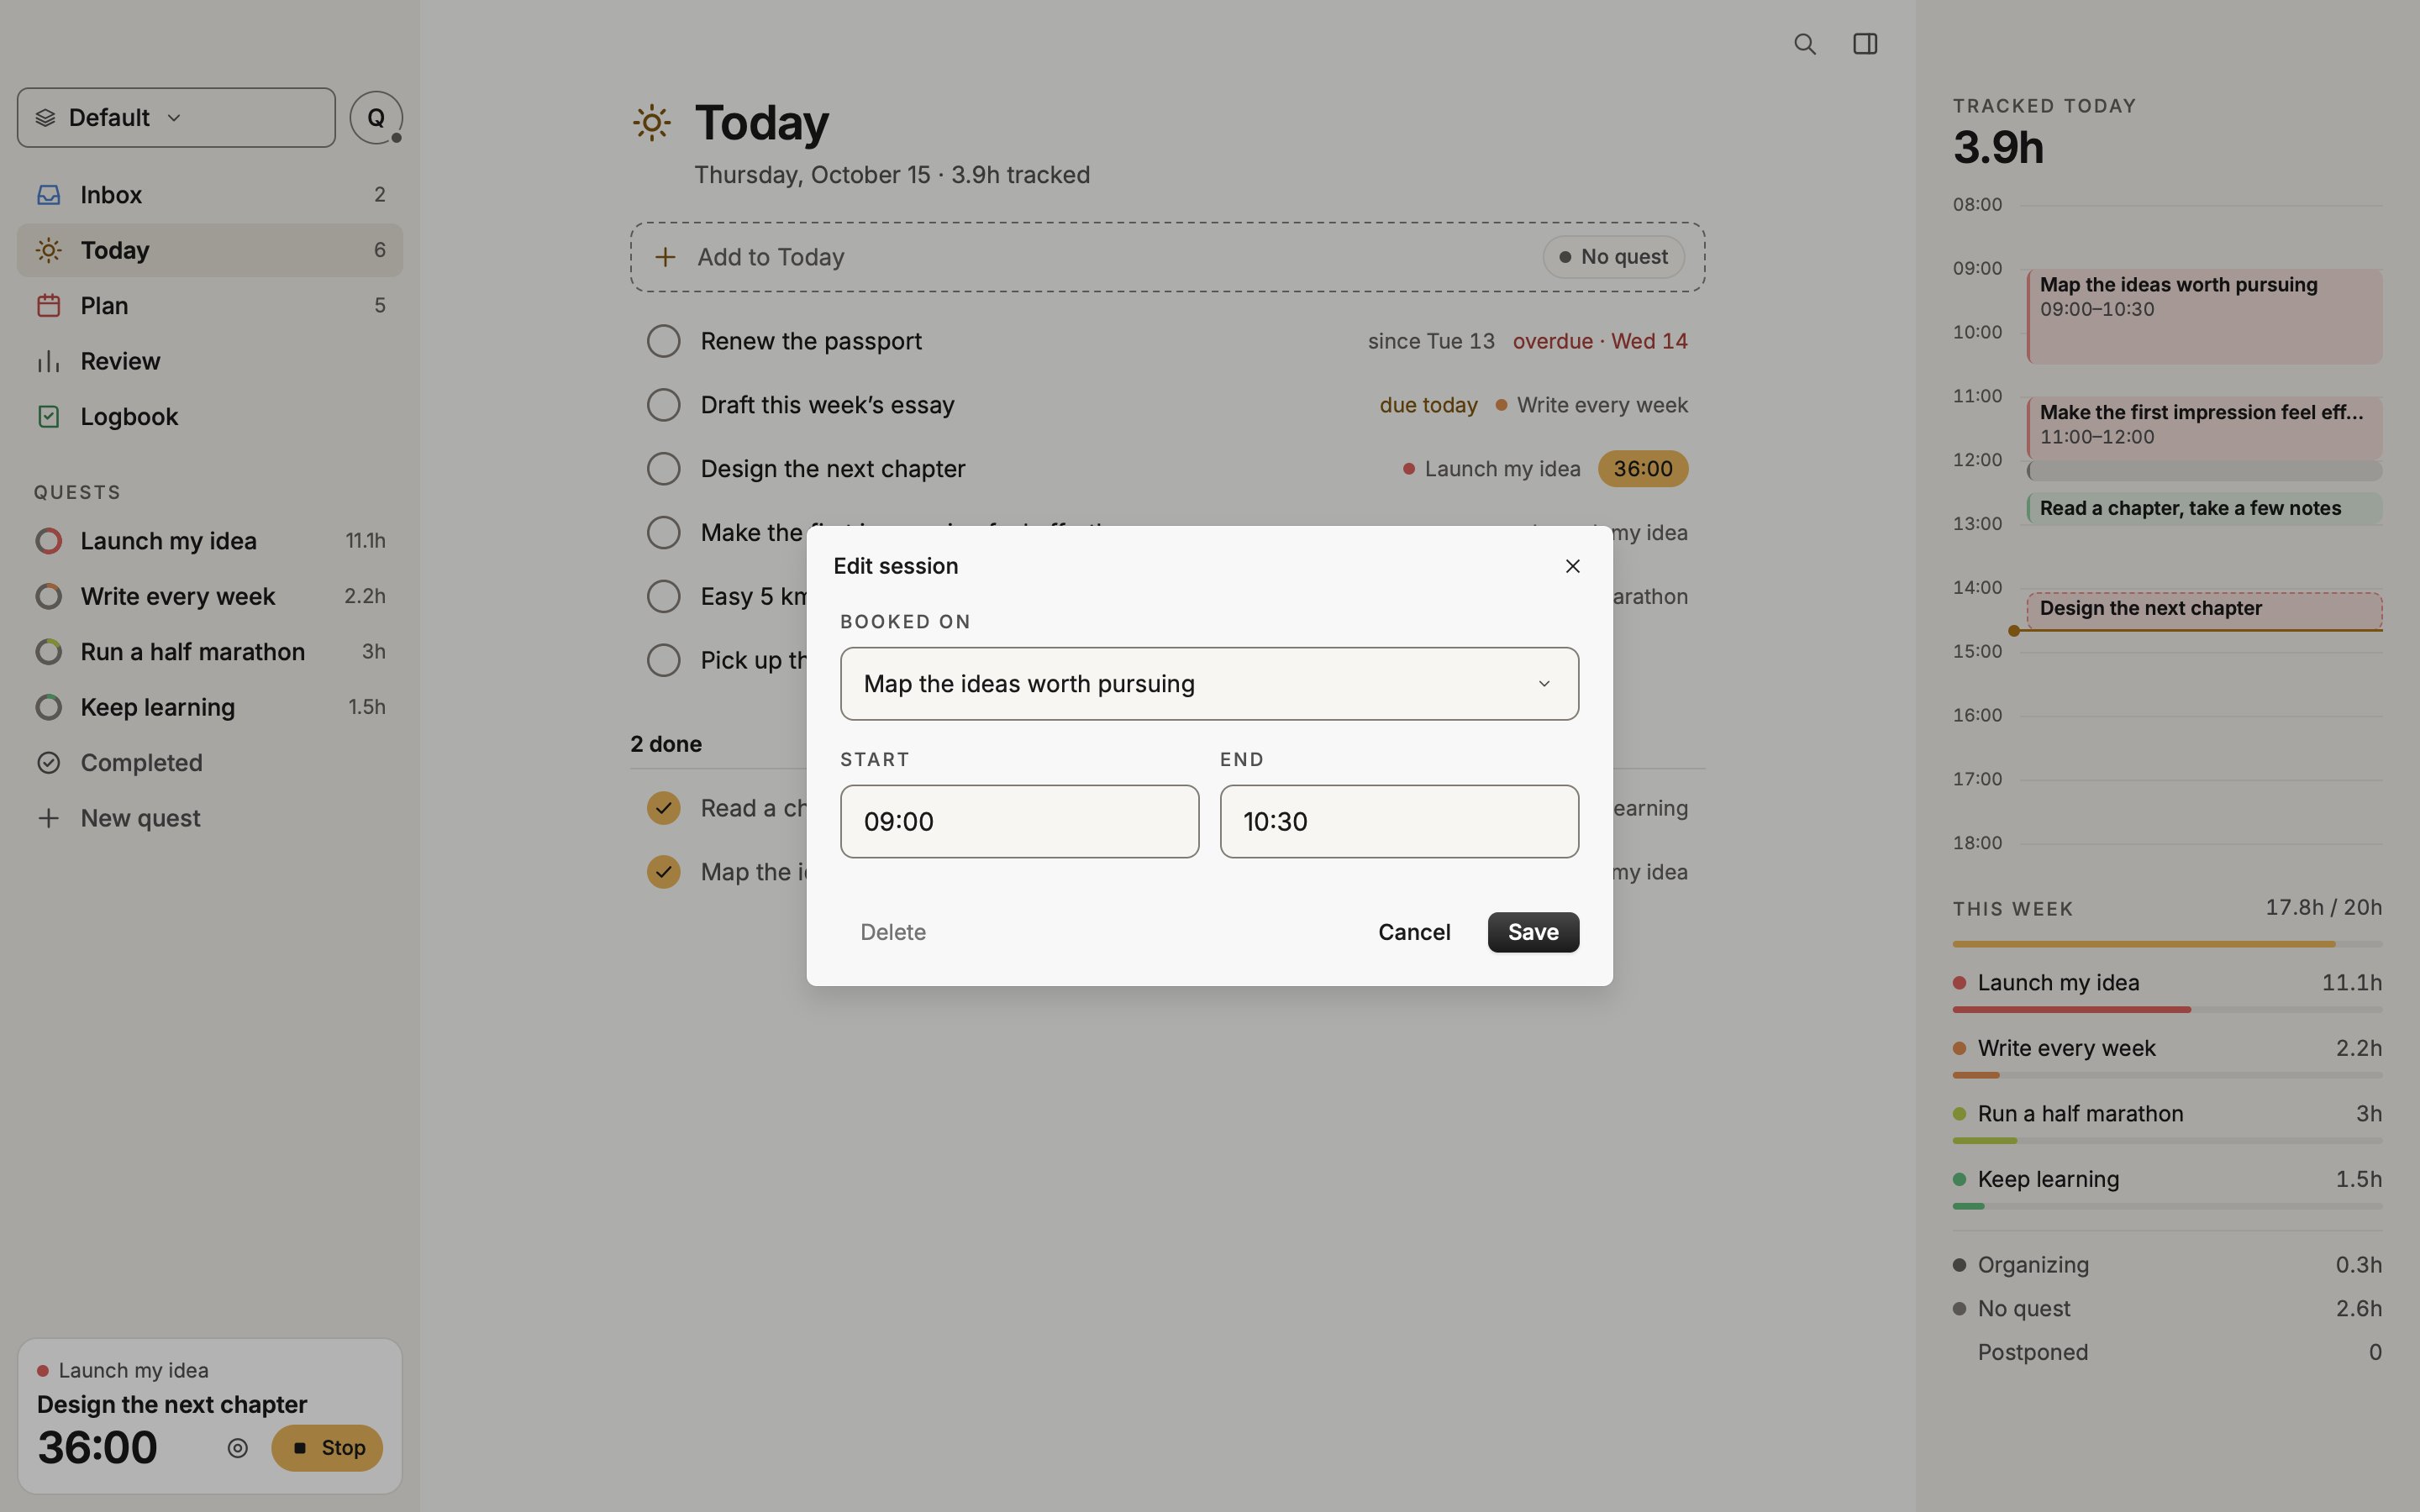 Default
Q
Inbox 2
Today 6
Plan 5
Review
Logbook
QUESTS
Launch my idea 11.1h
Write every week 2.2h
Run a half marathon 3h
Keep learning 1.5h
Completed
New quest
Launch my idea
Design the next chapter
36:00 Stop
Today
Thursday, October 15 · 3.9h tracked
Add to Today No quest
Renew the passport since Tue 13 overdue · Wed 14
Draft this week’s essay due today Write every week
Design the next chapter Launch my idea 36:00
Make the my idea
Easy 5 km
Pick up
2 done
Read a
Map the my idea
Edit session
BOOKED ON
Map the ideas worth pursuing
START END
09:00 10:30
Delete Cancel Save
TRACKED TODAY
3.9h
08:00
09:00
Map the ideas worth pursuing
09:00–10:30
10:00
11:00
Make the first impression feel eff...
11:00–12:00
12:00
Read a chapter, take a few notes
13:00
14:00
Design the next chapter
15:00
16:00
17:00
18:00
THIS WEEK 17.8h / 20h
Launch my idea 11.1h
Write every week 2.2h
Run a half marathon 3h
Keep learning 1.5h
Organizing 0.3h
No quest 2.6h
Postponed 0